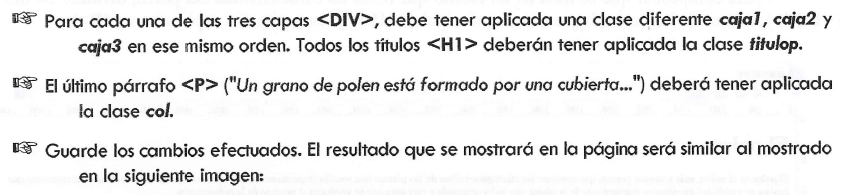 ☞ Para cada una de las tres capas <DIV>, debe tener aplicada una clase diferente caja1, caja2 y
caja3 en ese mismo orden. Todos los títulos <H1> deberán tener aplicada la clase titulop.
☞ El último párrafo <P> ("Un grano de polen está formado por una cubierta...") deberá tener aplicada
la clase col.
☞ Guarde los cambios efectuados. El resultado que se mostrará en la página será similar al mostrado
en la siguiente imagen: